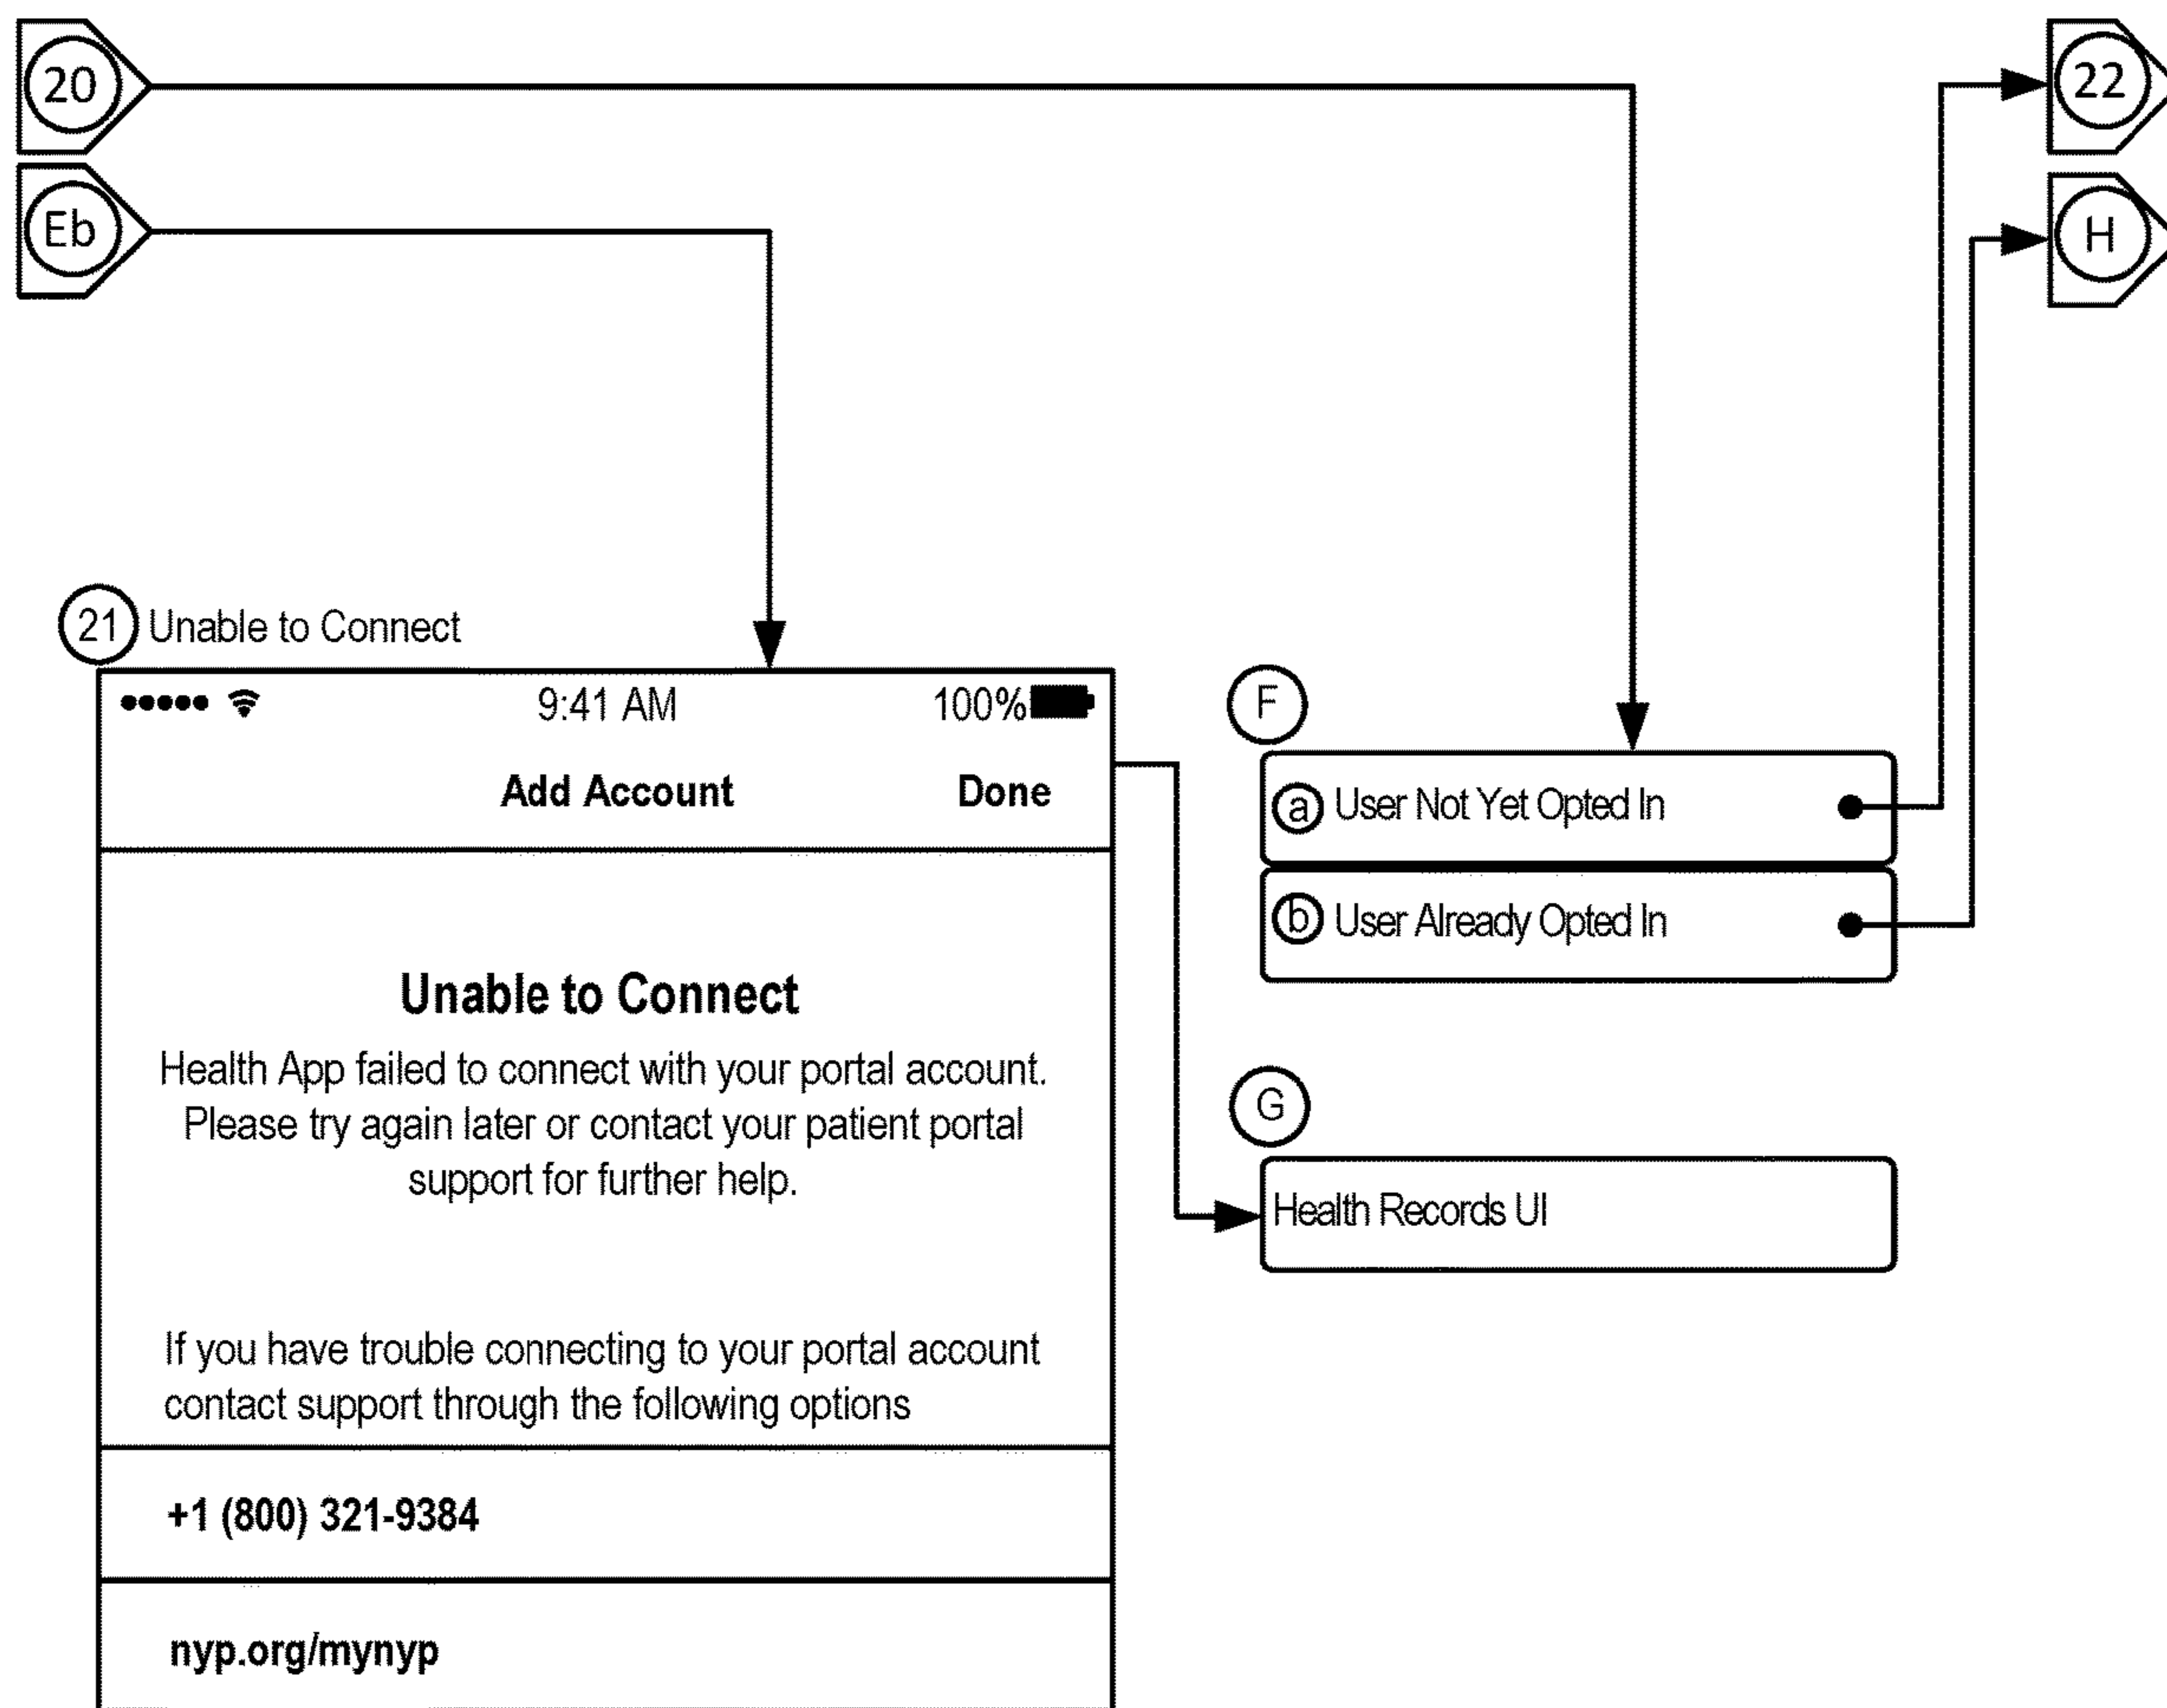 20
22
Eb
H
21 Unable to Connect
9:41 AM 100%
Add Account Done
Unable to Connect
Health App failed to connect with your portal account.
Please try again later or contact your patient portal
support for further help.
If you have trouble connecting to your portal account
contact support through the following options
+1 (800) 321-9384
nyp.org/mynyp
F
a User Not Yet Opted In
b User Already Opted In
G
Health Records UI